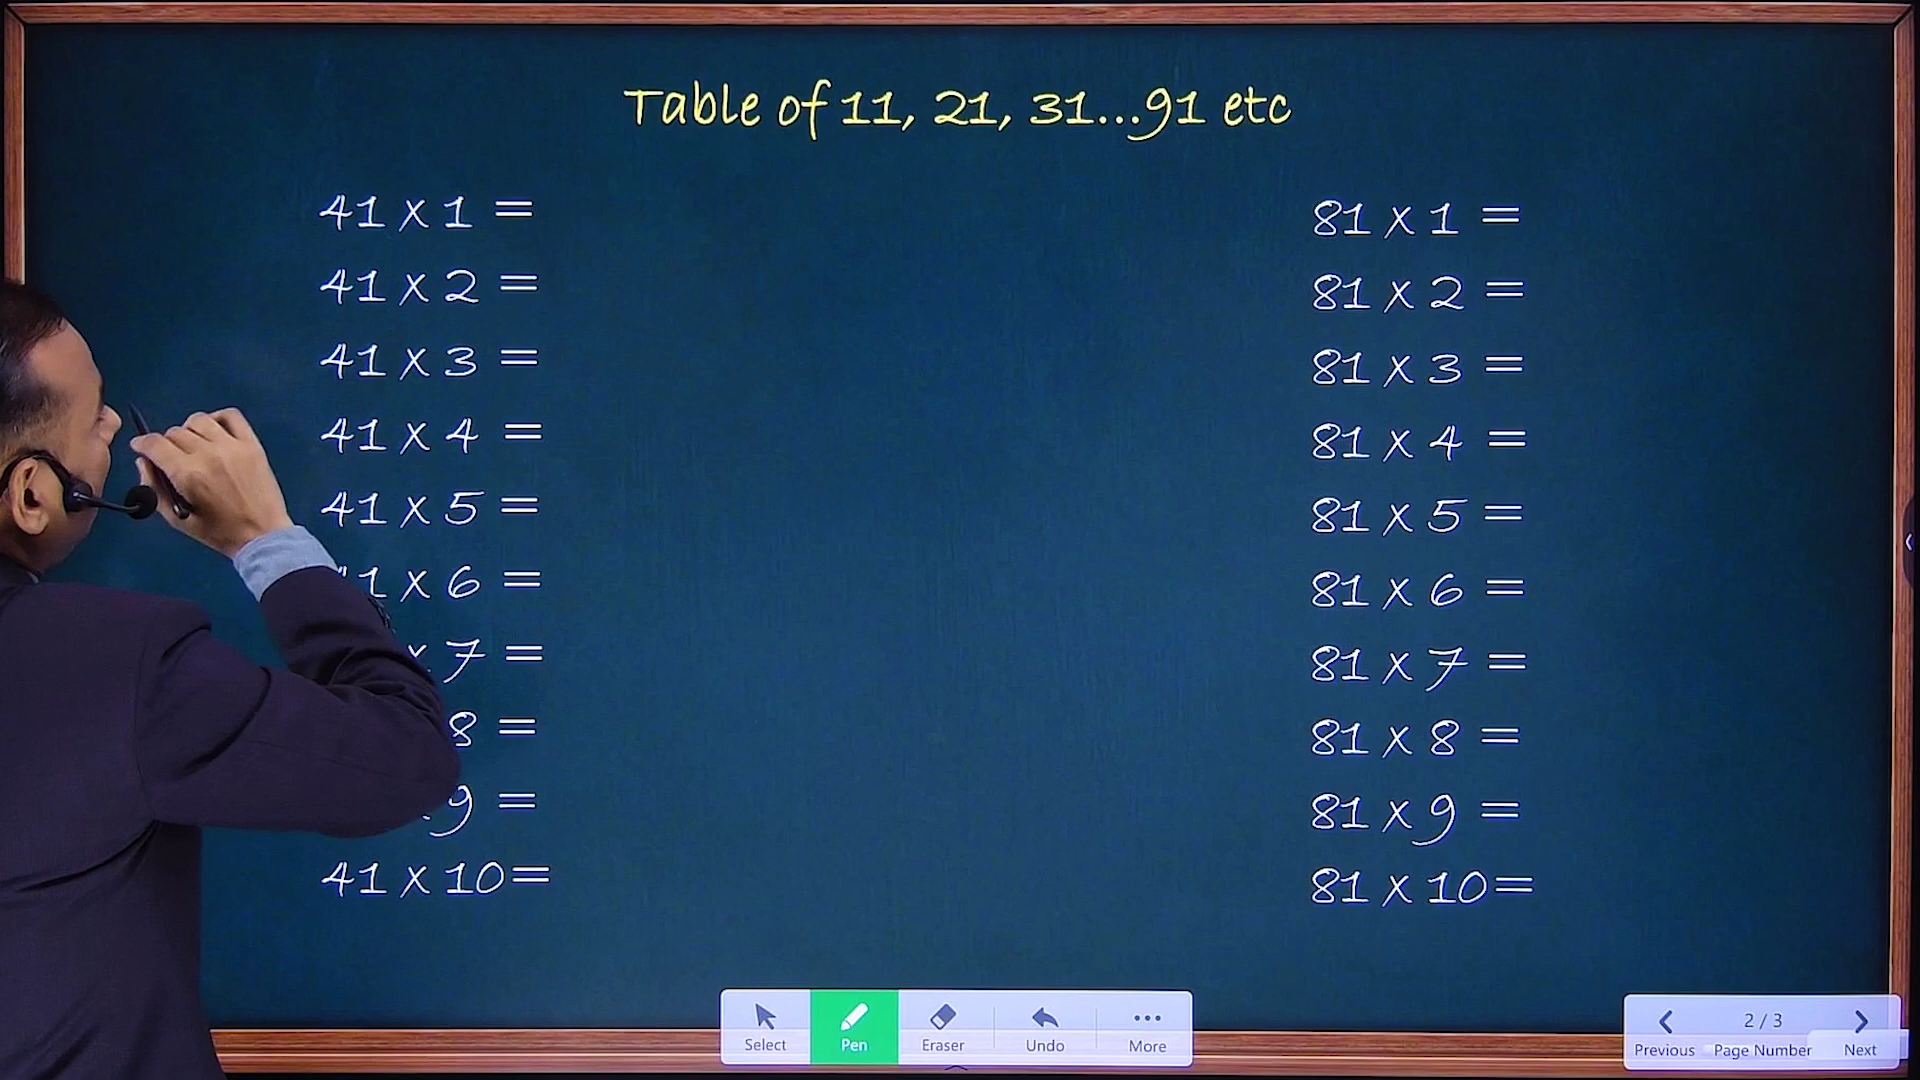 Table of 11, 21, 31...91 etc
41 x 1 =
41 x 2 =
41 x 3 =
41 x 4 =
41 x 5 =
1 x 6 =
x 7 =
8 =
9 =
41 x 10=
81 x 1 =
81 x 2 =
81 x 3 =
81 x 4 =
81 x 5 =
81 x 6 =
81 x 7 =
81 x 8 =
81 x 9 =
81 x 10=
Select Pen Eraser Undo More
2 / 3
Previous Page Number Next